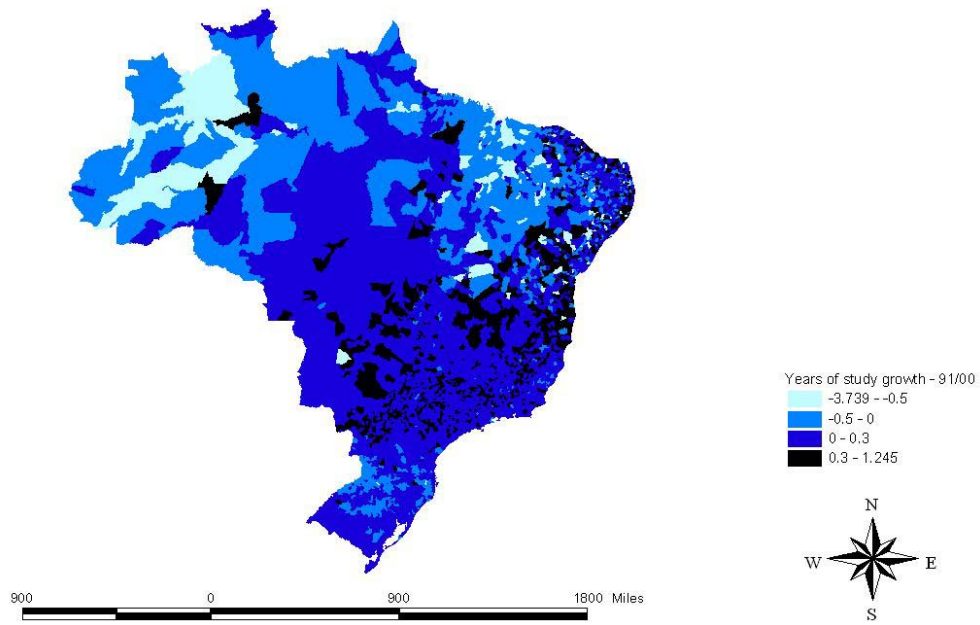 Years of study growth - 91/00
-3.739 - -0.5
-0.5 - 0
0 - 0.3
0.3 - 1.245
N
W E
S
900 0 900 1800 Miles